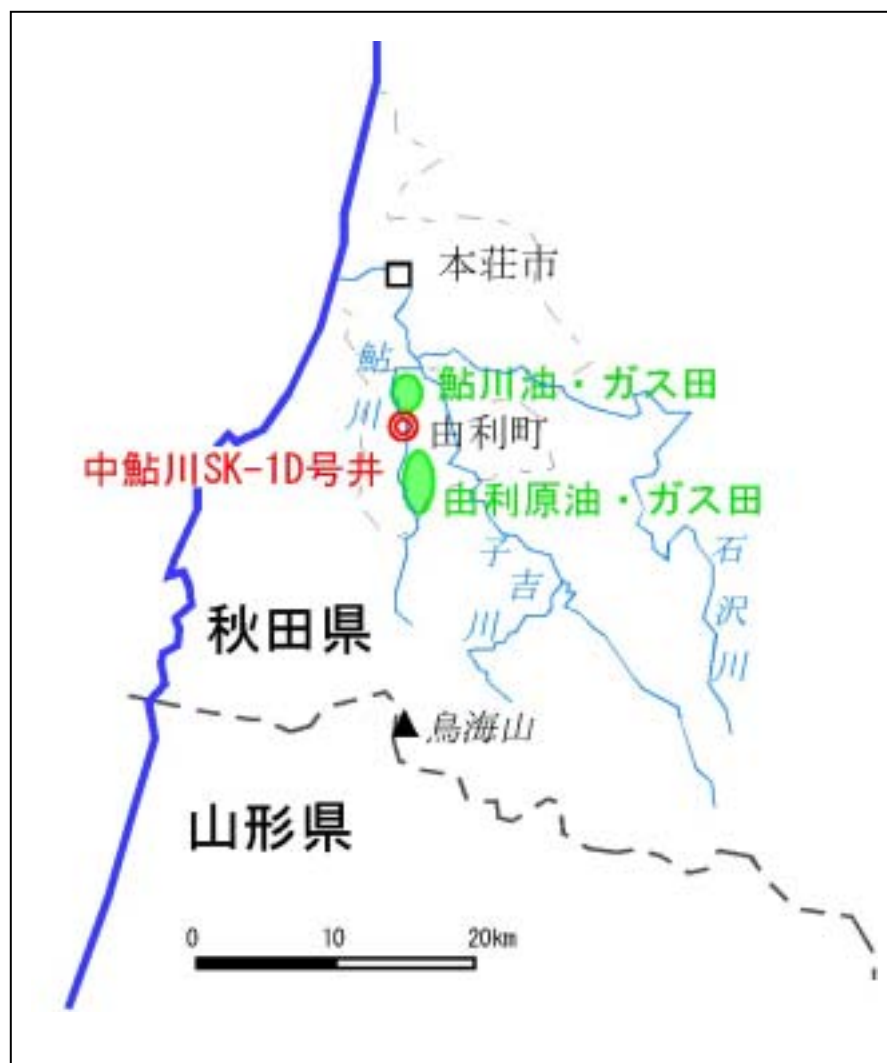 本荘市
鮎川
鮎川油・ガス田
由利町
中鮎川SK-1D号井
由利原油・ガス田
子吉川
石沢川
秋田県
鳥海山
山形県
0 10 20km